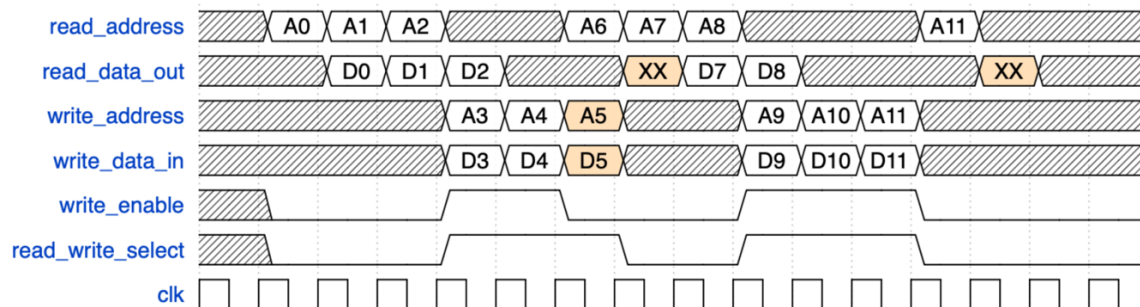 read_address A0 A1 A2 A6 A7 A8 A11
read_data_out D0 D1 D2 XX D7 D8 XX
write_address A3 A4 A5 A9 A10 A11
write_data_in D3 D4 D5 D9 D10 D11
write_enable
read_write_select
clk